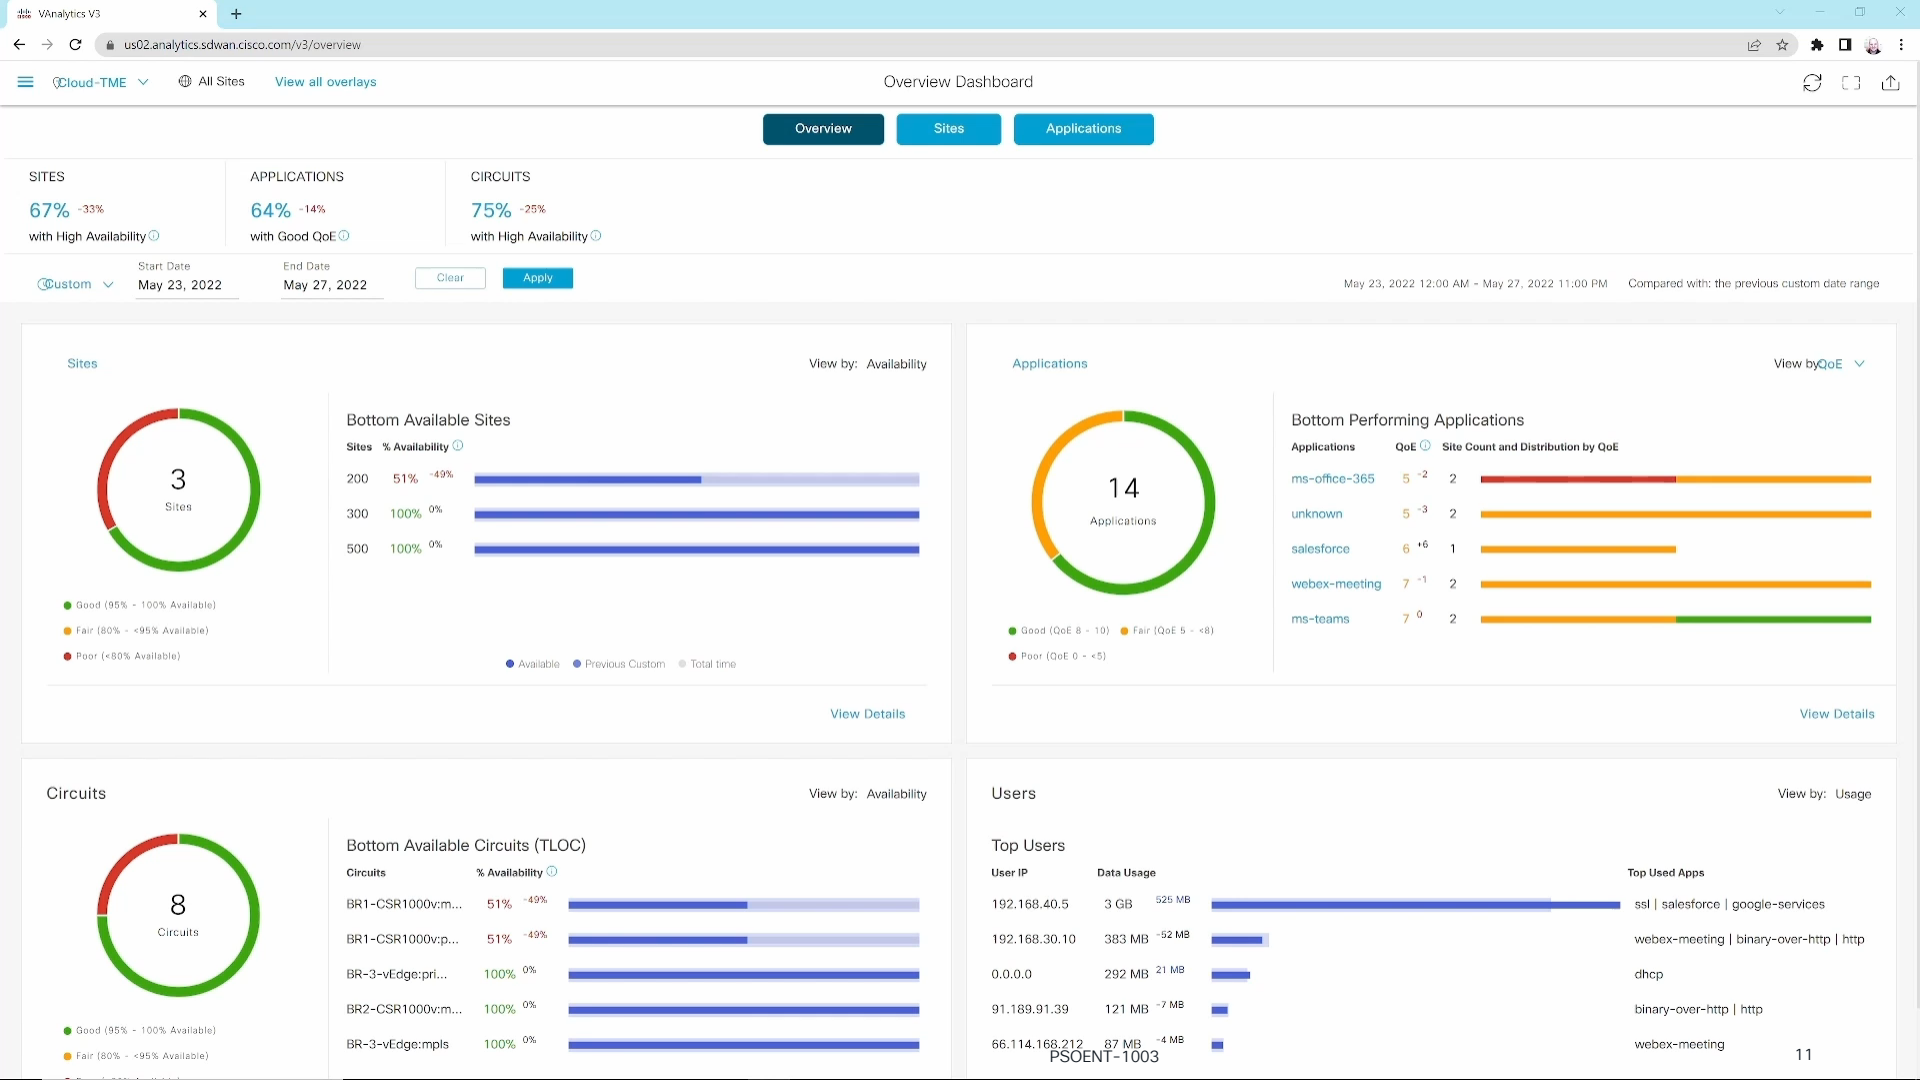 VAnalytics V3
us02.analytics.sdwan.cisco.com/v3/overview
Cloud-TME All Sites View all overlays Overview Dashboard
Overview Sites Applications
SITES APPLICATIONS CIRCUITS
67% -33% 64% -14% 75% -25%
with High Availability with Good QoE with High Availability
Start Date End Date
Custom May 23, 2022 May 27, 2022 Clear Apply May 23, 2022 12:00 AM - May 27, 2022 11:00 PM Compared with: the previous custom date range
Sites View by: Availability
3
Sites
Good (95% - 100% Available)
Fair (80% - <95% Available)
Poor (<80% Available)
Bottom Available Sites
Sites % Availability
200 51% -49%
300 100% 0%
500 100% 0%
Available Previous Custom Total time
View Details
Applications View by QoE
14
Applications
Good (QoE 8 - 10) Fair (QoE 5 - <8)
Poor (QoE 0 - <5)
Bottom Performing Applications
Applications QoE Site Count and Distribution by QoE
ms-office-365 5 -2 2
unknown 5 -3 2
salesforce 6 +6 1
webex-meeting 7 -1 2
ms-teams 7 0 2
View Details
Circuits View by: Availability
8
Circuits
Good (95% - 100% Available)
Fair (80% - <95% Available)
Bottom Available Circuits (TLOC)
Circuits % Availability
BR1-CSR1000v:m... 51% -49%
BR1-CSR1000v:p... 51% -49%
BR-3-vEdge:pri... 100% 0%
BR2-CSR1000v:m... 100% 0%
BR-3-vEdge:mpls 100% 0%
Users View by: Usage
Top Users
User IP Data Usage Top Used Apps
192.168.40.5 3 GB 525 MB ssl | salesforce | google-services
192.168.30.10 383 MB -52 MB webex-meeting | binary-over-http | http
0.0.0.0 292 MB 21 MB dhcp
91.189.91.39 121 MB -7 MB binary-over-http | http
66.114.168.212 87 MB -4 MB webex-meeting
PSOENT-1003 11